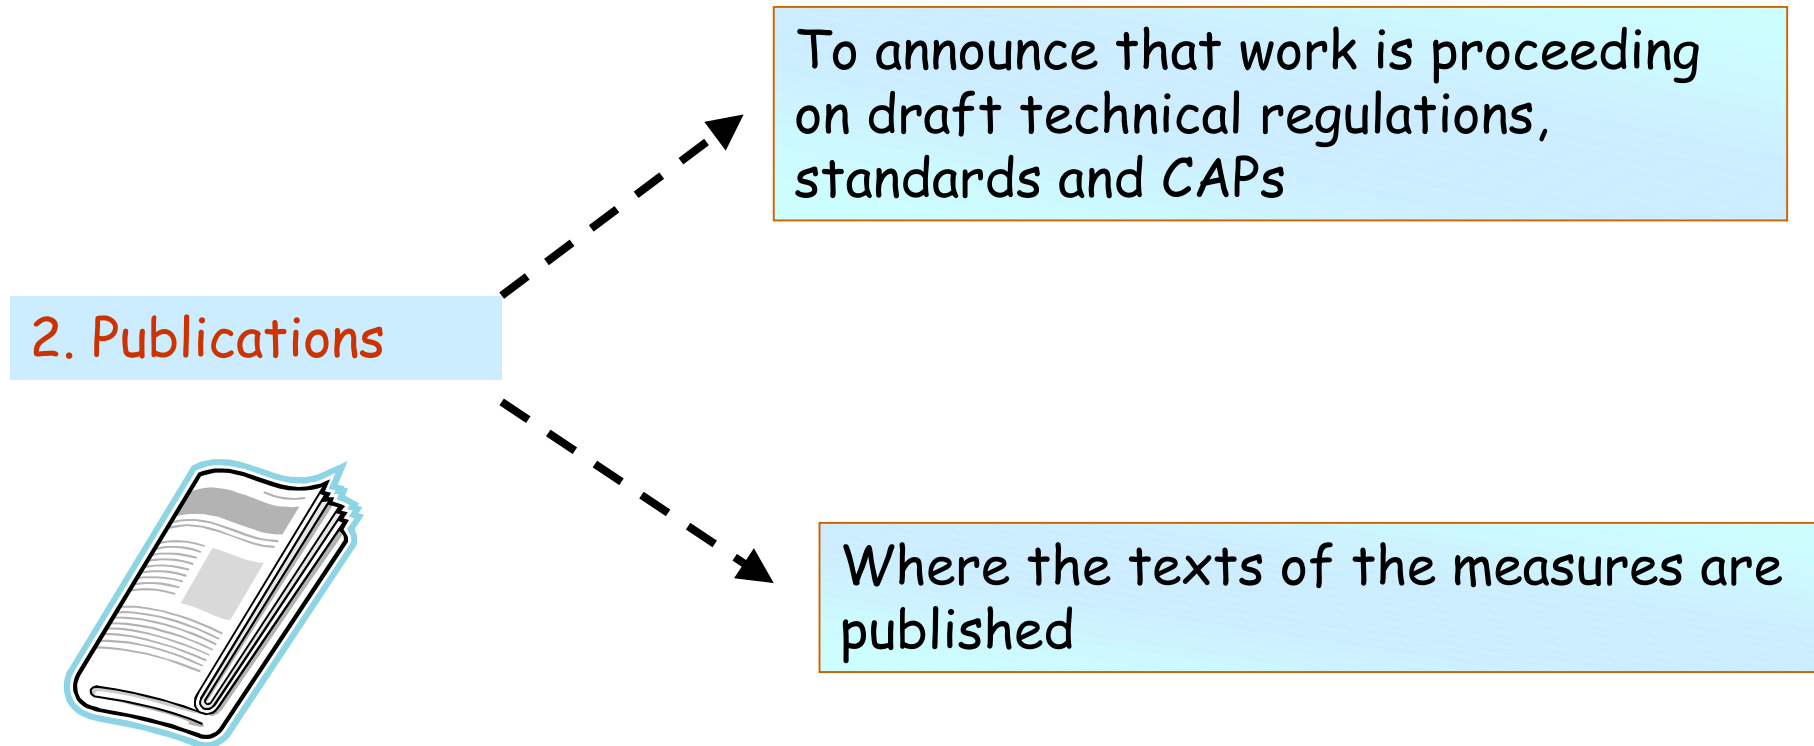 To announce that work is proceeding
on draft technical regulations,
standards and CAPs
2. Publications
Where the texts of the measures are
published